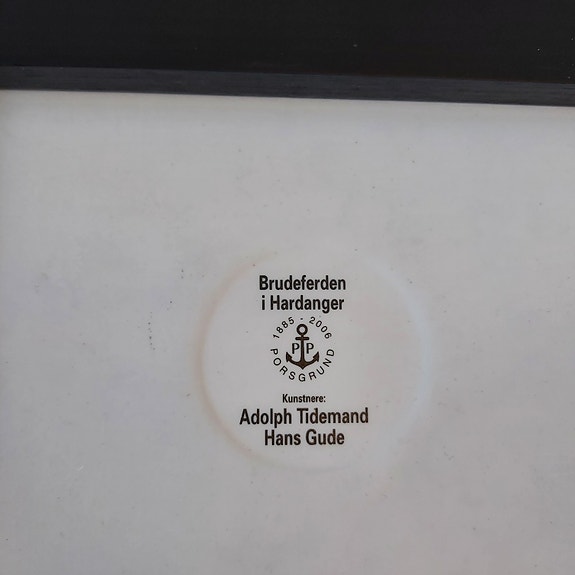 Brudeferden
i Hardanger
1885 - 2006
PP
PORSGRUND
Kunstnere:
Adolph Tidemand
Hans Gude